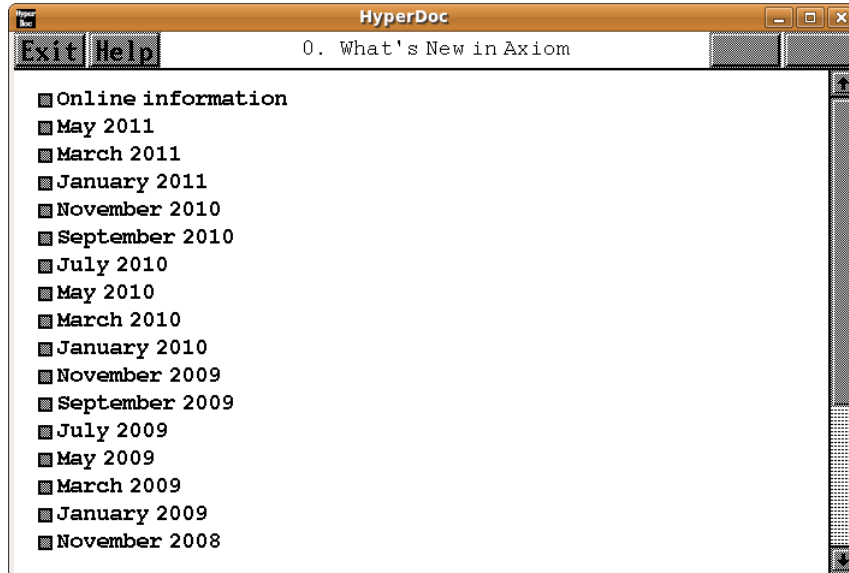 Hyper Doc
HyperDoc
Exit Help 0. What's New in Axiom
Online information
May 2011
March 2011
January 2011
November 2010
September 2010
July 2010
May 2010
March 2010
January 2010
November 2009
September 2009
July 2009
May 2009
March 2009
January 2009
November 2008